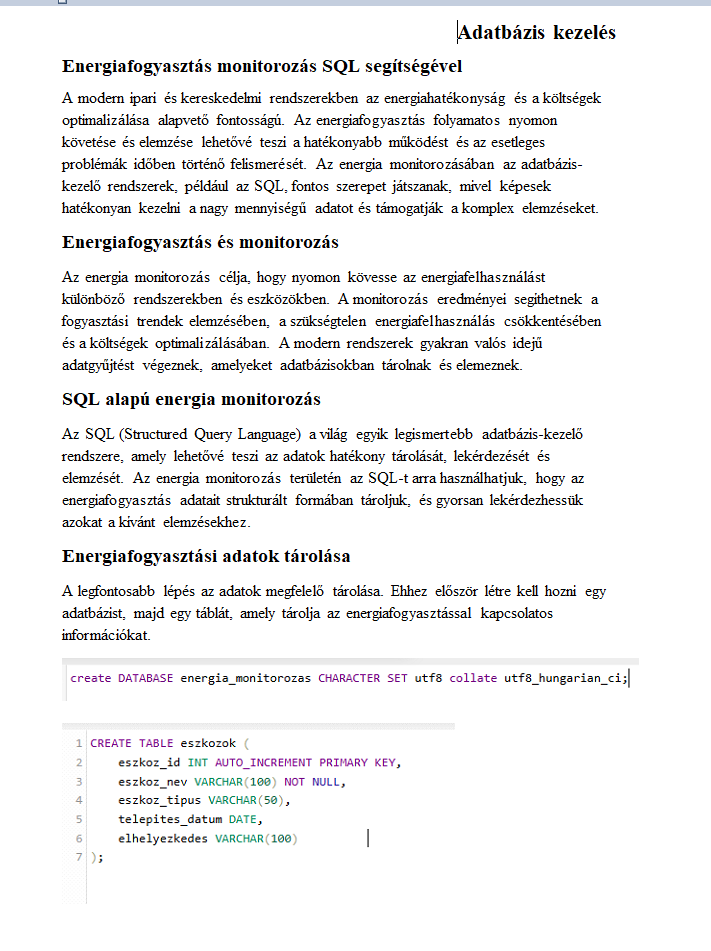 Adatbázis kezelés
Energiafogyasztás monitorozás SQL segítségével
A modern ipari és kereskedelmi rendszerekben az energiahatékonyság és a költségek
optimalizálása alapvető fontosságú. Az energiafogyasztás folyamatos nyomon
követése és elemzése lehetővé teszi a hatékonyabb működést és az esetleges
problémák időben történő felismerését. Az energia monitorozásában az adatbázis-
kezelő rendszerek, például az SQL, fontos szerepet játszanak, mivel képesek
hatékonyan kezelni a nagy mennyiségű adatot és támogatják a komplex elemzéseket.
Energiafogyasztás és monitorozás
Az energia monitorozás célja, hogy nyomon kövesse az energiafelhasználást
különböző rendszerekben és eszközökben. A monitorozás eredményei segíthetnek a
fogyasztási trendek elemzésében, a szükségtelen energiafelhasználás csökkentésében
és a költségek optimalizálásában. A modern rendszerek gyakran valós idejű
adatgyűjtést végeznek, amelyeket adatbázisokban tárolnak és elemeznek.
SQL alapú energia monitorozás
Az SQL (Structured Query Language) a világ egyik legismertebb adatbázis-kezelő
rendszere, amely lehetővé teszi az adatok hatékony tárolását, lekérdezését és
elemzését. Az energia monitorozás területén az SQL-t arra használhatjuk, hogy az
energiafogyasztás adatait strukturált formában tároljuk, és gyorsan lekérdezhessük
azokat a kívánt elemzésekhez.
Energiafogyasztási adatok tárolása
A legfontosabb lépés az adatok megfelelő tárolása. Ehhez először létre kell hozni egy
adatbázist, majd egy táblát, amely tárolja az energiafogyasztással kapcsolatos
információkat.
create DATABASE energia_monitorozas CHARACTER SET utf8 collate utf8_hungarian_ci;
1 CREATE TABLE eszkozok (
2 eszkoz_id INT AUTO_INCREMENT PRIMARY KEY,
3 eszkoz_nev VARCHAR(100) NOT NULL,
4 eszkoz_tipus VARCHAR(50),
5 telepites_datum DATE,
6 elhelyezkedes VARCHAR(100)
7 );